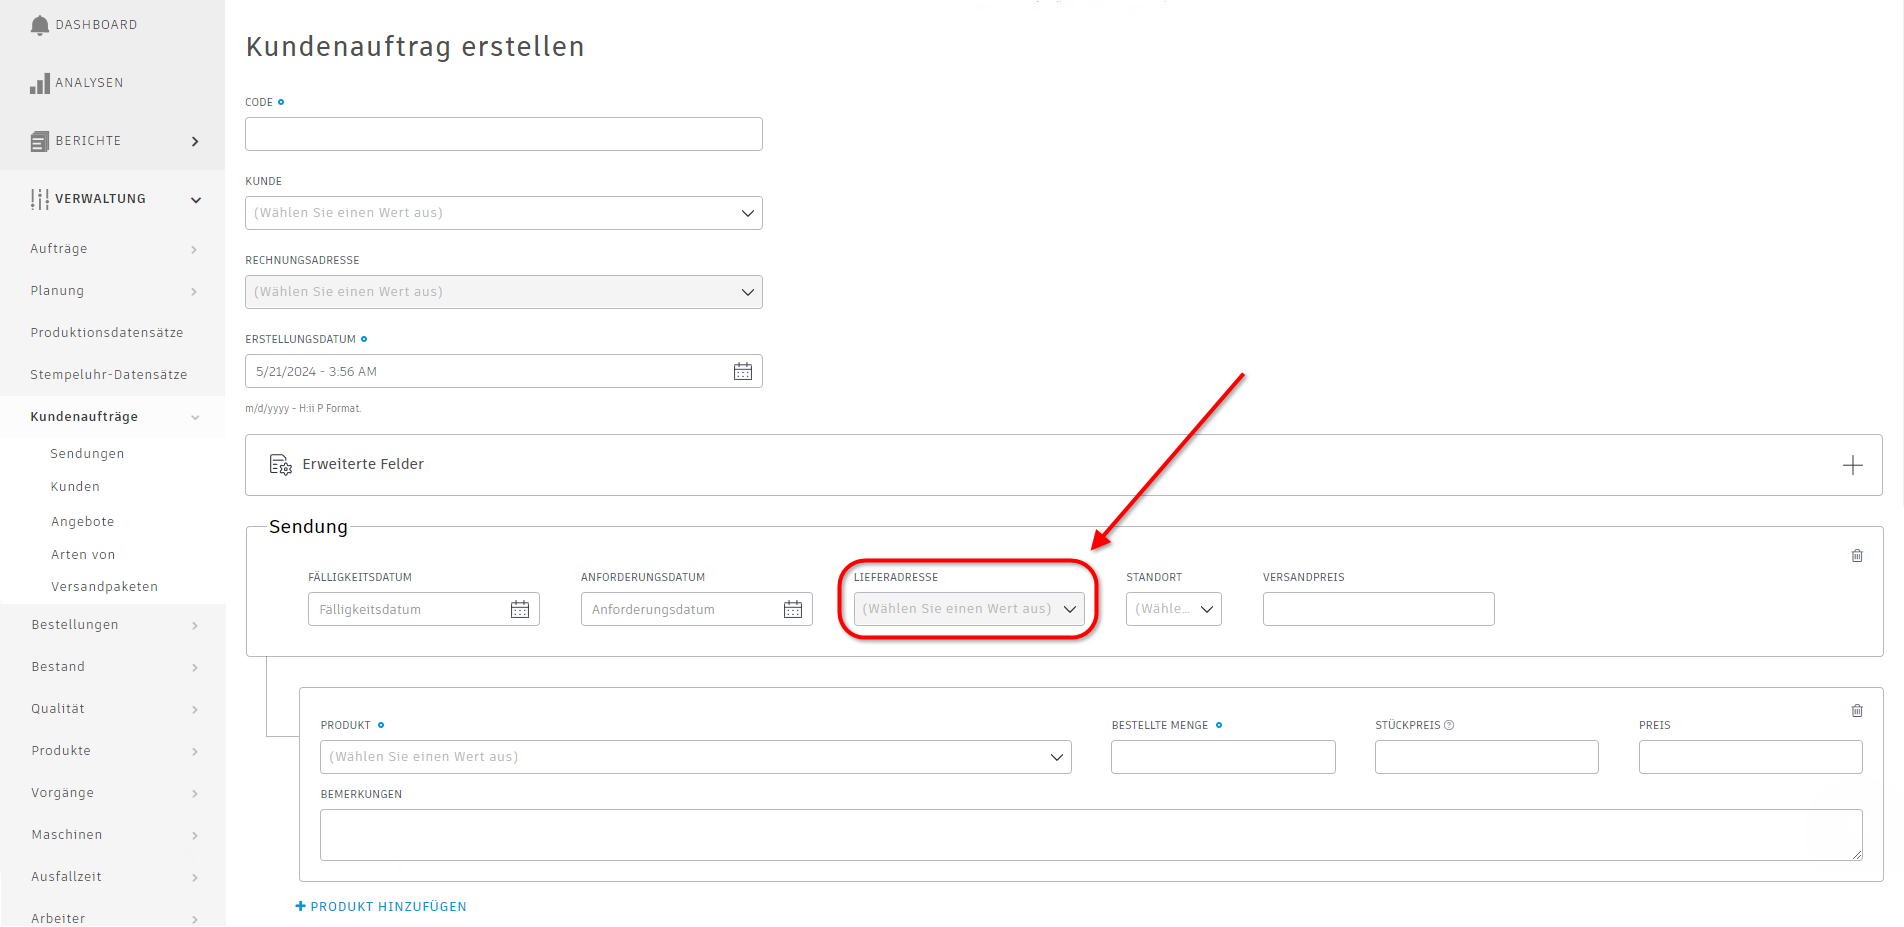 DASHBOARD
ANALYSEN
BERICHTE
VERWALTUNG
Aufträge
Planung
Produktionsdatensätze
Stempeluhr-Datensätze
Kundenaufträge
Sendungen
Kunden
Angebote
Arten von
Versandpaketen
Bestellungen
Bestand
Qualität
Produkte
Vorgänge
Maschinen
Ausfallzeit
Arbeiter
Kundenauftrag erstellen
CODE
KUNDE
(Wählen Sie einen Wert aus)
RECHNUNGSADRESSE
(Wählen Sie einen Wert aus)
ERSTELLUNGSDATUM
5/21/2024 - 3:56 AM
m/d/yyyy - H:ii P Format.
Erweiterte Felder
Sendung
FÄLLIGKEITSDATUM ANFORDERUNGSDATUM LIEFERADRESSE STANDORT VERSANDPREIS
Fälligkeitsdatum Anforderungsdatum (Wählen Sie einen Wert aus) (Wähle...
PRODUKT BESTELLTE MENGE STÜCKPREIS PREIS
(Wählen Sie einen Wert aus)
BEMERKUNGEN
PRODUKT HINZUFÜGEN